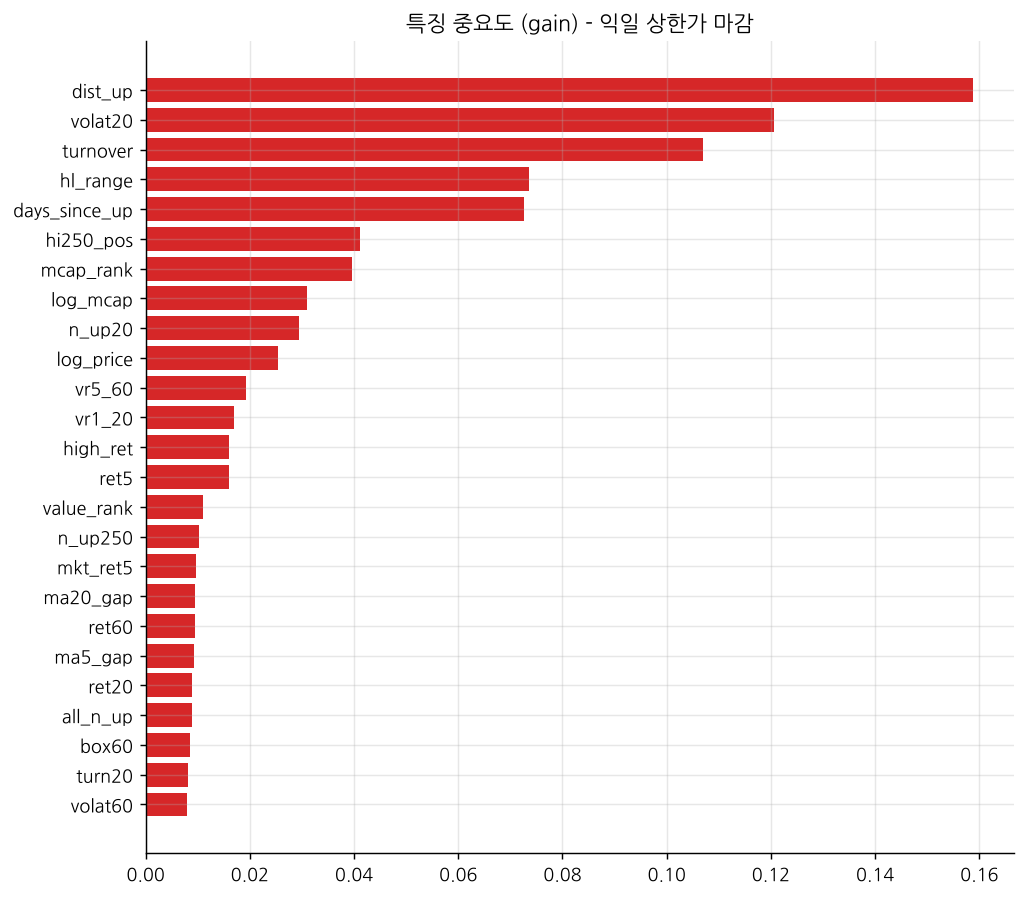 특징 중요도 (gain) - 익일 상한가 마감
dist_up
volat20
turnover
hl_range
days_since_up
hi250_pos
mcap_rank
log_mcap
n_up20
log_price
vr5_60
vr1_20
high_ret
ret5
value_rank
n_up250
mkt_ret5
ma20_gap
ret60
ma5_gap
ret20
all_n_up
box60
turn20
volat60
0.00 0.02 0.04 0.06 0.08 0.10 0.12 0.14 0.16